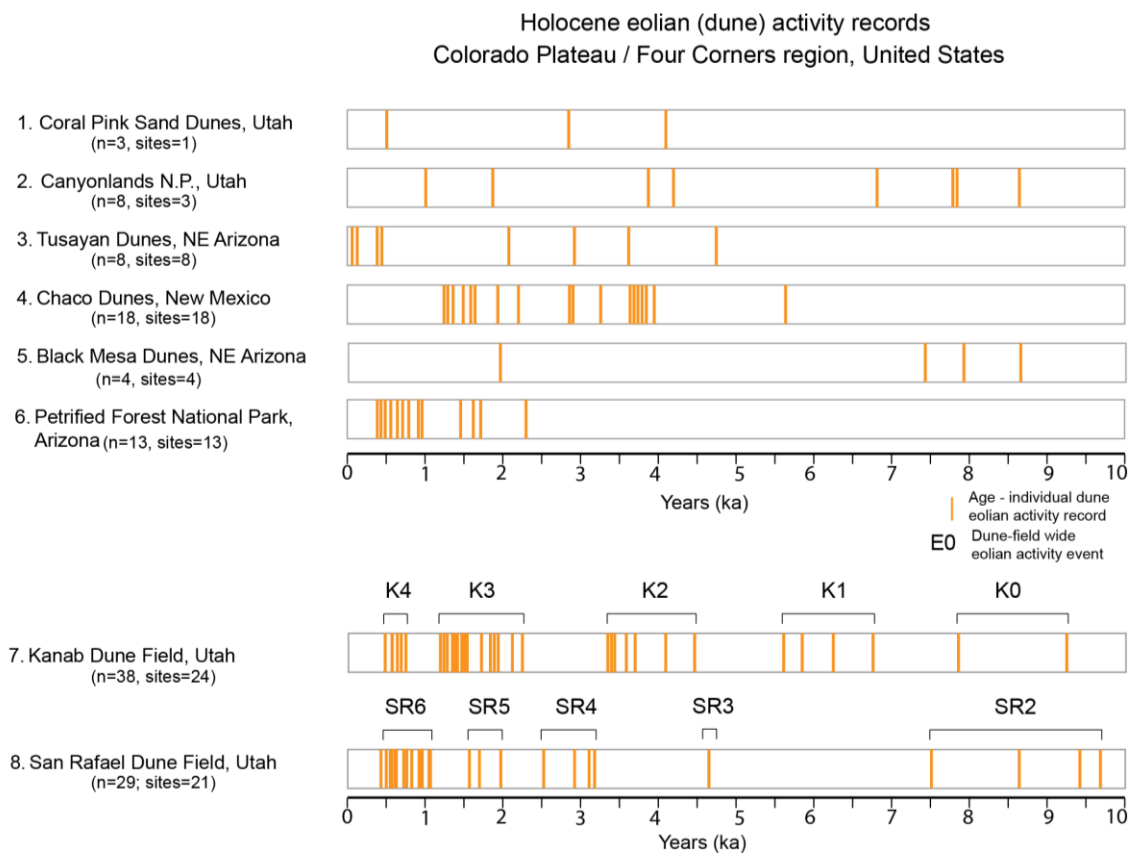 Holocene eolian (dune) activity records
Colorado Plateau / Four Corners region, United States
1. Coral Pink Sand Dunes, Utah
(n=3, sites=1)
2. Canyonlands N.P., Utah
(n=8, sites=3)
3. Tusayan Dunes, NE Arizona
(n=8, sites=8)
4. Chaco Dunes, New Mexico
(n=18, sites=18)
5. Black Mesa Dunes, NE Arizona
(n=4, sites=4)
6. Petrified Forest National Park,
Arizona (n=13, sites=13)
0 1 2 3 4 5 6 7 8 9 10
Years (ka)
Age - individual dune
eolian activity record
E0 Dune-field wide
eolian activity event
K4 K3 K2 K1 K0
7. Kanab Dune Field, Utah
(n=38, sites=24)
SR6 SR5 SR4 SR3 SR2
8. San Rafael Dune Field, Utah
(n=29; sites=21)
0 1 2 3 4 5 6 7 8 9 10
Years (ka)